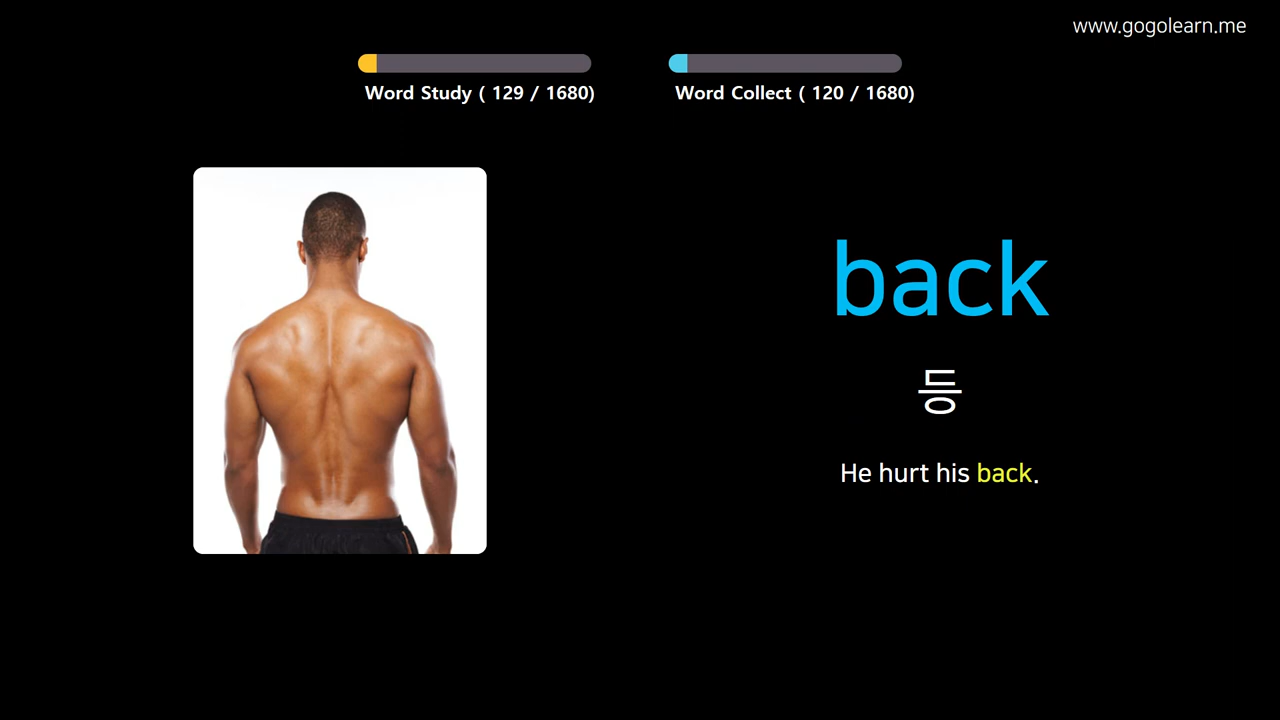 www.gogolearn.me
Word Study ( 129 / 1680)
Word Collect ( 120 / 1680)
back
등
He hurt his back.